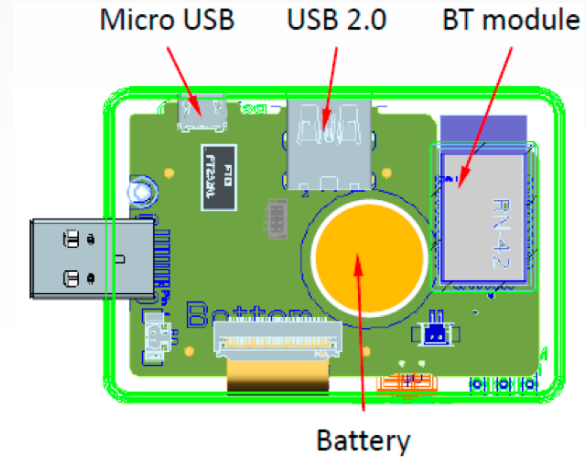 Micro USB
USB 2.0
BT module
RN-42
Bottom
Battery